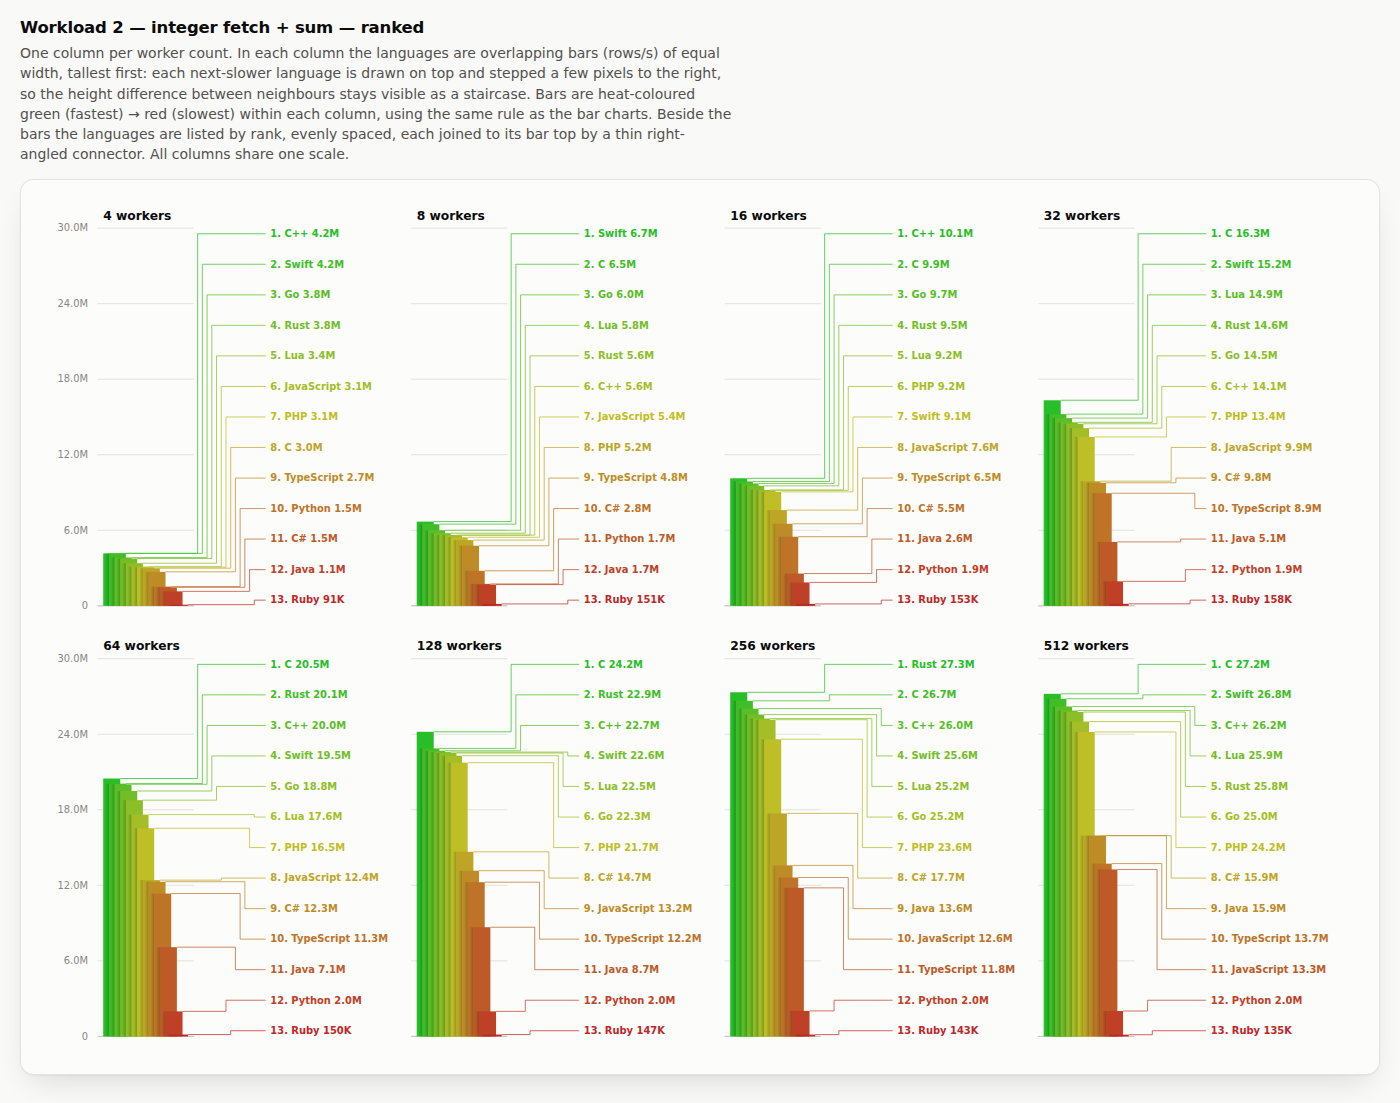 Workload 2 — integer fetch + sum — ranked
One column per worker count. In each column the languages are overlapping bars (rows/s) of equal
width, tallest first: each next-slower language is drawn on top and stepped a few pixels to the right,
so the height difference between neighbours stays visible as a staircase. Bars are heat-coloured
green (fastest) → red (slowest) within each column, using the same rule as the bar charts. Beside the
bars the languages are listed by rank, evenly spaced, each joined to its bar top by a thin right-
angled connector. All columns share one scale.
4 workers
30.0M
24.0M
18.0M
12.0M
6.0M
0
1. C++ 4.2M
2. Swift 4.2M
3. Go 3.8M
4. Rust 3.8M
5. Lua 3.4M
6. JavaScript 3.1M
7. PHP 3.1M
8. C 3.0M
9. TypeScript 2.7M
10. Python 1.5M
11. C# 1.5M
12. Java 1.1M
13. Ruby 91K
8 workers
1. Swift 6.7M
2. C 6.5M
3. Go 6.0M
4. Lua 5.8M
5. Rust 5.6M
6. C++ 5.6M
7. JavaScript 5.4M
8. PHP 5.2M
9. TypeScript 4.8M
10. C# 2.8M
11. Python 1.7M
12. Java 1.7M
13. Ruby 151K
16 workers
1. C++ 10.1M
2. C 9.9M
3. Go 9.7M
4. Rust 9.5M
5. Lua 9.2M
6. PHP 9.2M
7. Swift 9.1M
8. JavaScript 7.6M
9. TypeScript 6.5M
10. C# 5.5M
11. Java 2.6M
12. Python 1.9M
13. Ruby 153K
32 workers
1. C 16.3M
2. Swift 15.2M
3. Lua 14.9M
4. Rust 14.6M
5. Go 14.5M
6. C++ 14.1M
7. PHP 13.4M
8. JavaScript 9.9M
9. C# 9.8M
10. TypeScript 8.9M
11. Java 5.1M
12. Python 1.9M
13. Ruby 158K
64 workers
30.0M
24.0M
18.0M
12.0M
6.0M
0
1. C 20.5M
2. Rust 20.1M
3. C++ 20.0M
4. Swift 19.5M
5. Go 18.8M
6. Lua 17.6M
7. PHP 16.5M
8. JavaScript 12.4M
9. C# 12.3M
10. TypeScript 11.3M
11. Java 7.1M
12. Python 2.0M
13. Ruby 150K
128 workers
1. C 24.2M
2. Rust 22.9M
3. C++ 22.7M
4. Swift 22.6M
5. Lua 22.5M
6. Go 22.3M
7. PHP 21.7M
8. C# 14.7M
9. JavaScript 13.2M
10. TypeScript 12.2M
11. Java 8.7M
12. Python 2.0M
13. Ruby 147K
256 workers
1. Rust 27.3M
2. C 26.7M
3. C++ 26.0M
4. Swift 25.6M
5. Lua 25.2M
6. Go 25.2M
7. PHP 23.6M
8. C# 17.7M
9. Java 13.6M
10. JavaScript 12.6M
11. TypeScript 11.8M
12. Python 2.0M
13. Ruby 143K
512 workers
1. C 27.2M
2. Swift 26.8M
3. C++ 26.2M
4. Lua 25.9M
5. Rust 25.8M
6. Go 25.0M
7. PHP 24.2M
8. C# 15.9M
9. Java 15.9M
10. TypeScript 13.7M
11. JavaScript 13.3M
12. Python 2.0M
13. Ruby 135K